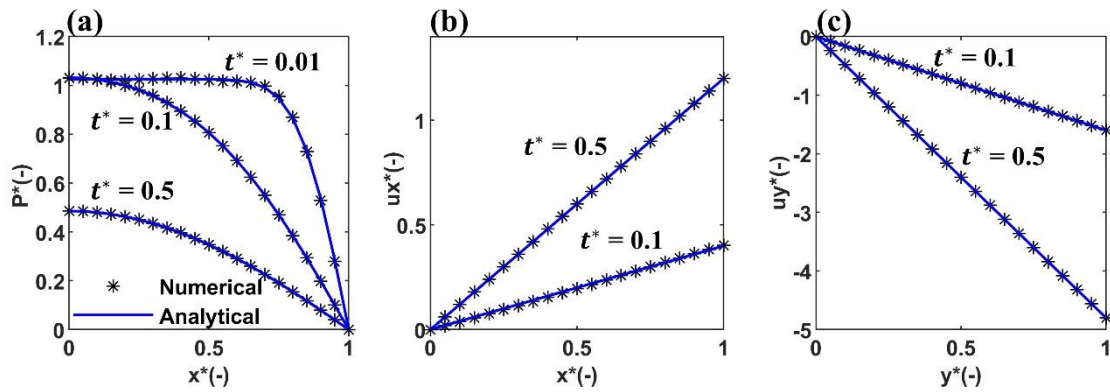 (a)
1.2
1
0.8
0.6
0.4
0.2
0
P*(-)
t* = 0.01
t* = 0.1
t* = 0.5
Numerical
Analytical
0
0.5
1
x*(-)
(b)
1
0.5
0
ux*(-)
t* = 0.5
t* = 0.1
0
0.5
1
x*(-)
(c)
0
-1
-2
-3
-4
-5
uy*(-)
t* = 0.1
t* = 0.5
0
0.5
1
y*(-)